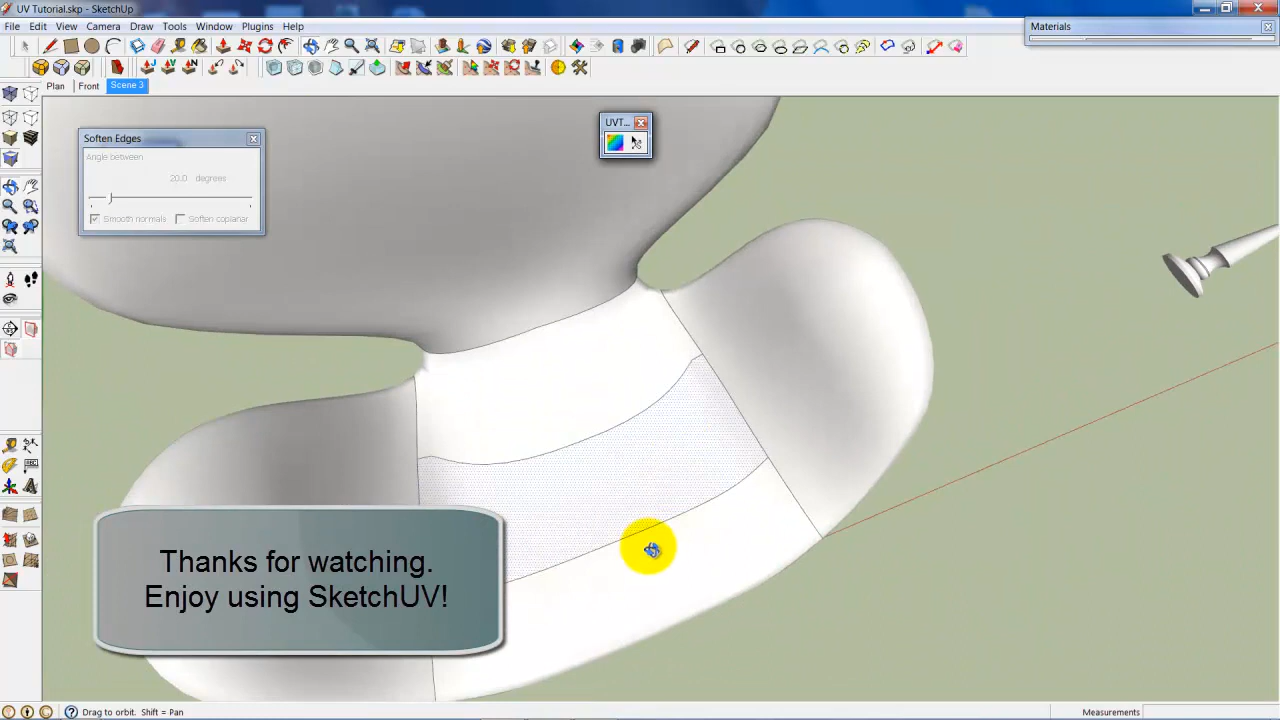 UV Tutorial.skp - SketchUp
File Edit View Camera Draw Tools Window Plugins Help
Materials
Plan Front Scene 3
UVT...
Soften Edges
Angle between
20.0 degrees
Smooth normals Soften coplanar
Thanks for watching.
Enjoy using SketchUV!
Drag to orbit. Shift = Pan
Measurements